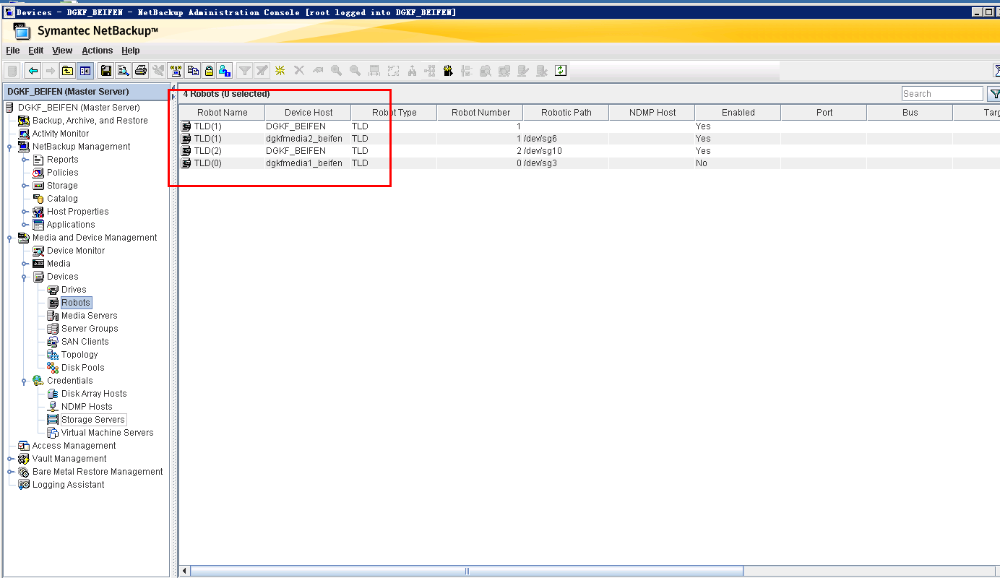 Devices - DGKF_BEIFEN - NetBackup Administration Console [root logged into DGKF_BEIFEN]
Symantec NetBackup™
File Edit View Actions Help
DGKF_BEIFEN (Master Server)
DGKF_BEIFEN (Master Server)
Backup, Archive, and Restore
Activity Monitor
NetBackup Management
Reports
Policies
Storage
Catalog
Host Properties
Applications
Media and Device Management
Device Monitor
Media
Devices
Drives
Robots
Media Servers
Server Groups
SAN Clients
Topology
Disk Pools
Credentials
Disk Array Hosts
NDMP Hosts
Storage Servers
Virtual Machine Servers
Access Management
Vault Management
Bare Metal Restore Management
Logging Assistant
4 Robots (0 selected)
Search
Robot Name Device Host Robot Type Robot Number Robotic Path NDMP Host Enabled Port Bus Targ
TLD(1) DGKF_BEIFEN TLD 1 Yes
TLD(1) dgkfmedia2_beifen TLD 1 /dev/sg6 Yes
TLD(2) DGKF_BEIFEN TLD 2 /dev/sg10 Yes
TLD(0) dgkfmedia1_beifen TLD 0 /dev/sg3 No